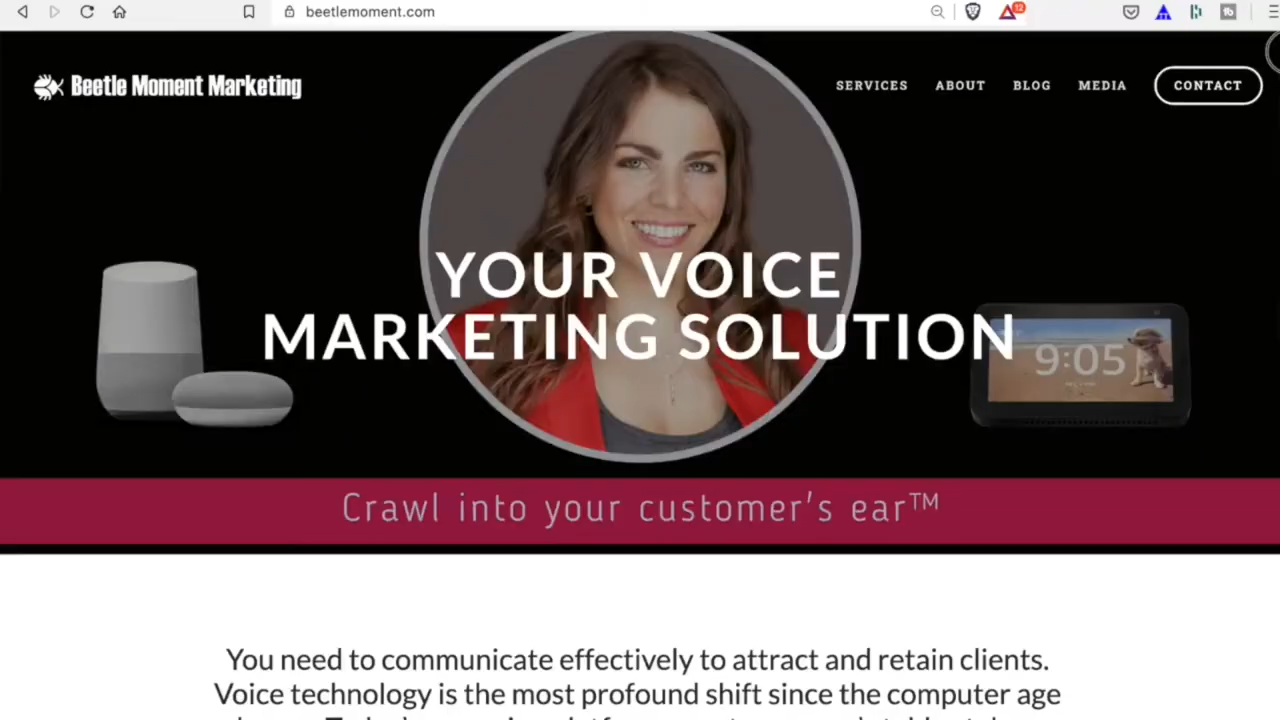 beetlemoment.com
12
Beetle Moment Marketing
SERVICES ABOUT BLOG MEDIA CONTACT
YOUR VOICE
MARKETING SOLUTION
9:05
Crawl into your customer's ear™
You need to communicate effectively to attract and retain clients.
Voice technology is the most profound shift since the computer age